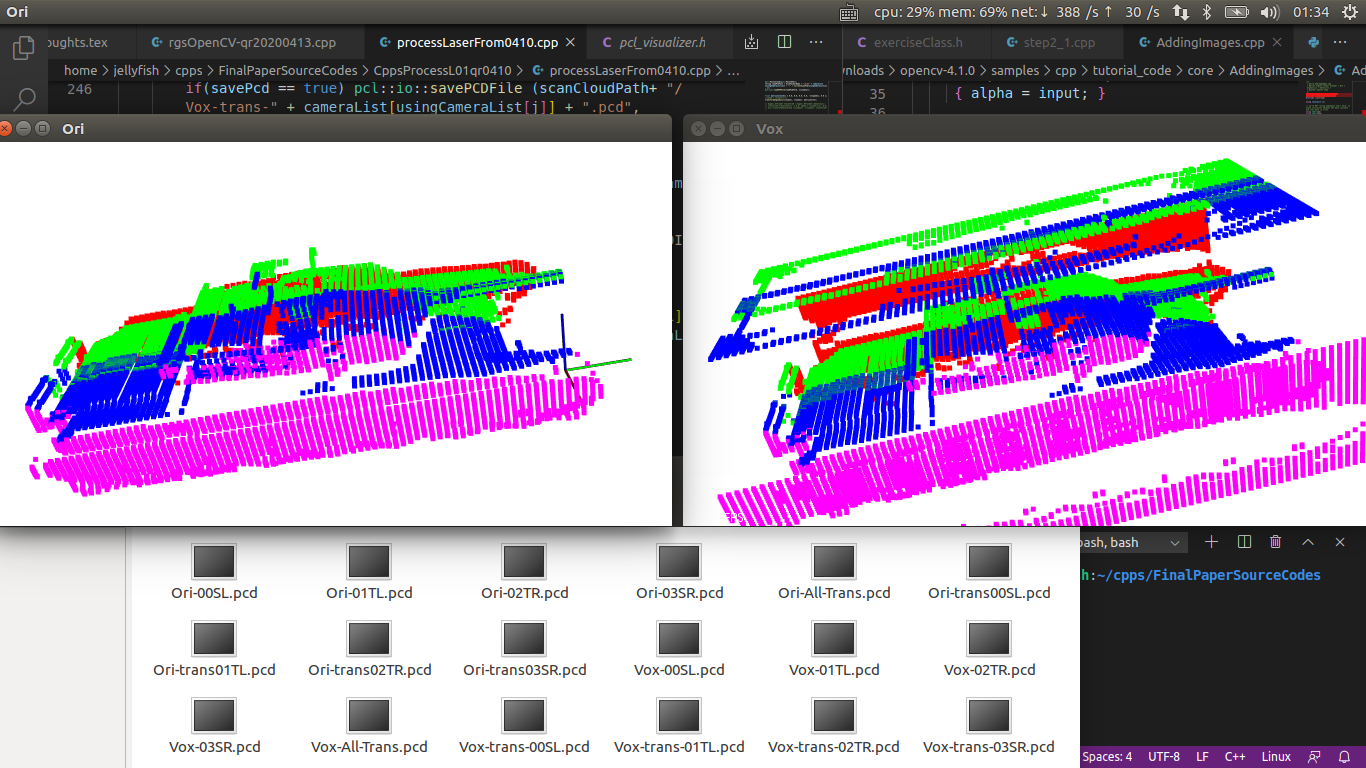 Ori
cpu: 29% mem: 69% net:↓ 388 /s ↑ 30 /s 01:34
oughts.tex rgsOpenCV-qr20200413.cpp processLaserFrom0410.cpp pcl_visualizer.h exerciseClass.h step2_1.cpp AddingImages.cpp
home > jellyfish > cpps > FinalPaperSourceCodes > CppsProcessL01qr0410 > processLaserFrom0410.cpp > ...
wnloads > opencv-4.1.0 > samples > cpp > tutorial_code > core > AddingImages > Ad
246 if(savePcd == true) pcl::io::savePCDFile (scanCloudPath+ "/
Vox-trans-" + cameraList[usingCameraList[j]] + ".pcd",
35 { alpha = input; }
36
Ori
Vox
Ori-00SL.pcd Ori-01TL.pcd Ori-02TR.pcd Ori-03SR.pcd Ori-All-Trans.pcd Ori-trans00SL.pcd
Ori-trans01TL.pcd Ori-trans02TR.pcd Ori-trans03SR.pcd Vox-00SL.pcd Vox-01TL.pcd Vox-02TR.pcd
Vox-03SR.pcd Vox-All-Trans.pcd Vox-trans-00SL.pcd Vox-trans-01TL.pcd Vox-trans-02TR.pcd Vox-trans-03SR.pcd
bash, bash
h:~/cpps/FinalPaperSourceCodes
Spaces: 4 UTF-8 LF C++ Linux